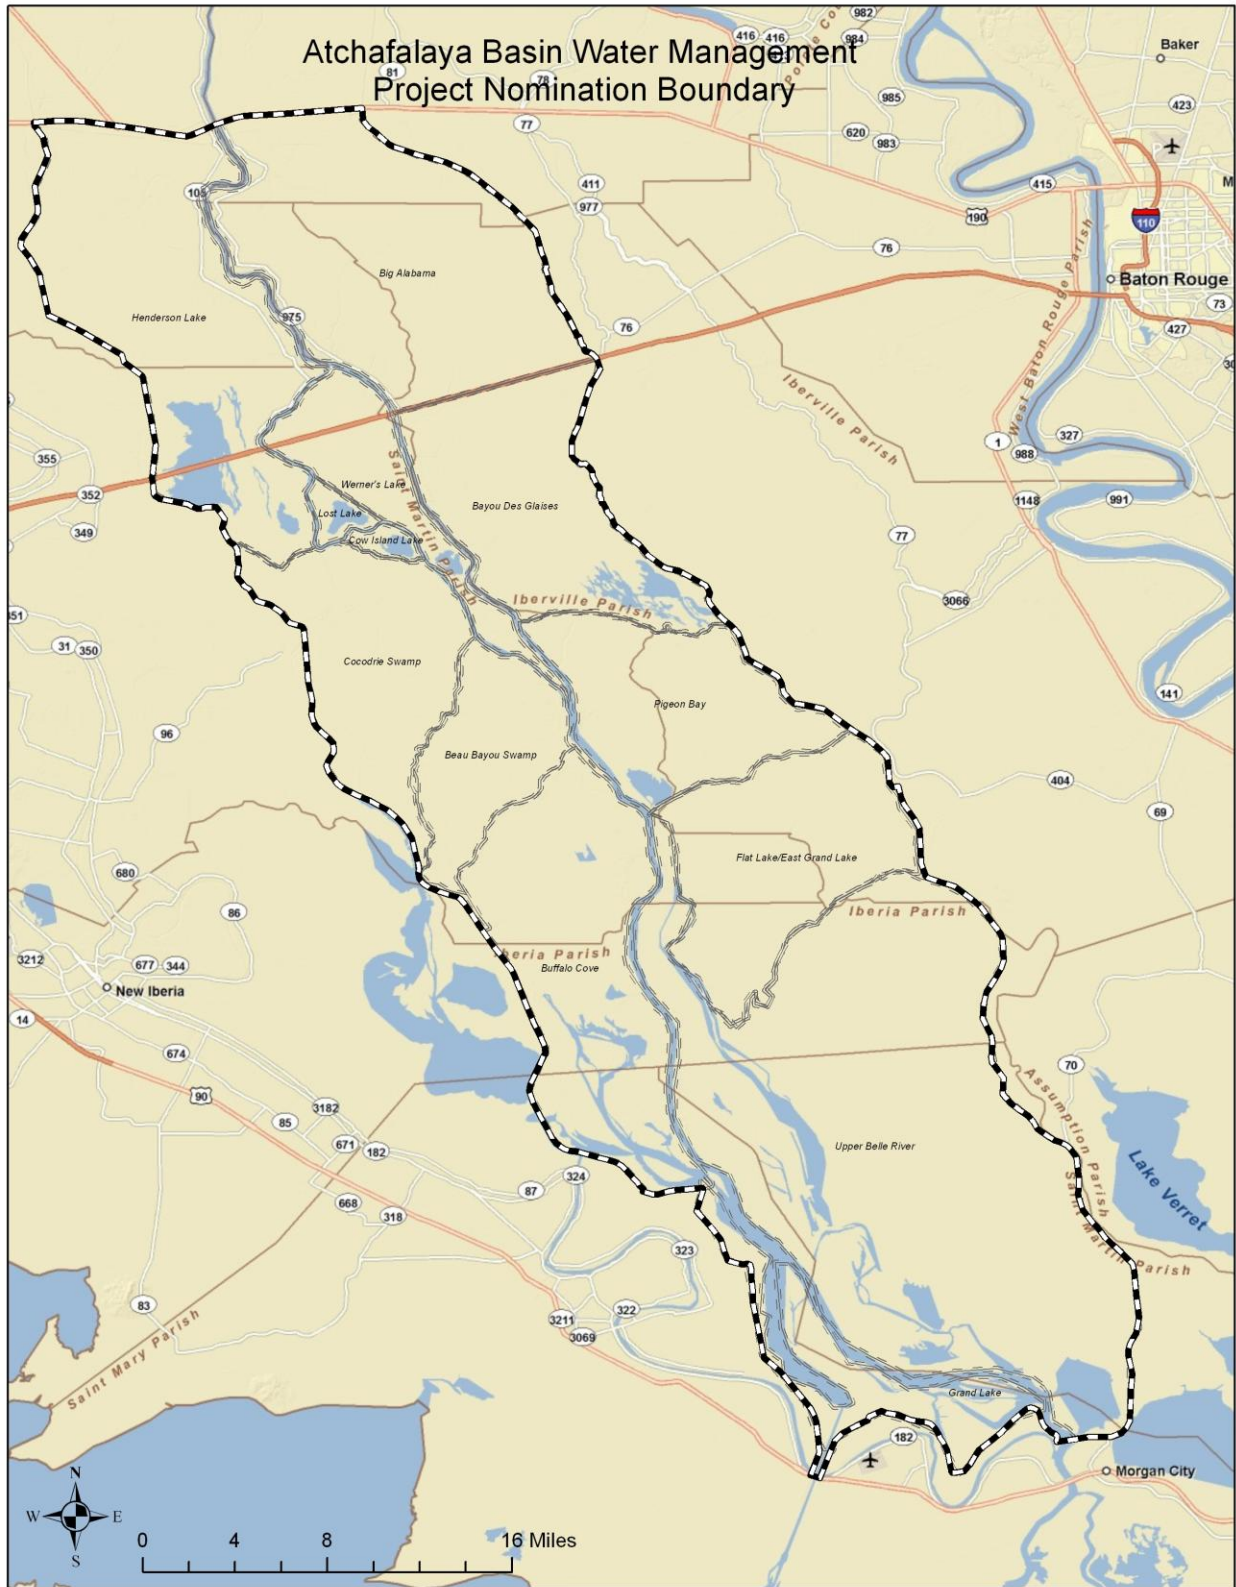 Atchafalaya Basin Water Management
Project Nomination Boundary
982
416
416
984
Baker
81
78
Pointe Cou
985
423
77
620
983
411
415
M
105
977
190
110
76
Big Alabama
Baton Rouge
Henderson Lake
975
76
73
427
West Baton Rouge Parish
30
Iberville Parish
1
327
355
988
352
Werner's Lake
Saint Martin Parish
1148
991
349
Lost Lake
Bayou Des Glaises
77
Cow Island Lake
Iberville Parish
3066
351
31
350
Cocodrie Swamp
141
Pigeon Bay
96
Beau Bayou Swamp
404
69
Flat Lake/East Grand Lake
680
86
Iberia Parish
3212
677
344
Iberia Parish
Buffalo Cove
New Iberia
14
674
70
90
Assumption Parish
85
3182
671
182
Upper Belle River
Lake Verret
324
87
668
318
Saint Martin Parish
323
83
322
3211
3069
Saint Mary Parish
Grand Lake
182
Morgan City
N
W
E
S
0
4
8
16 Miles